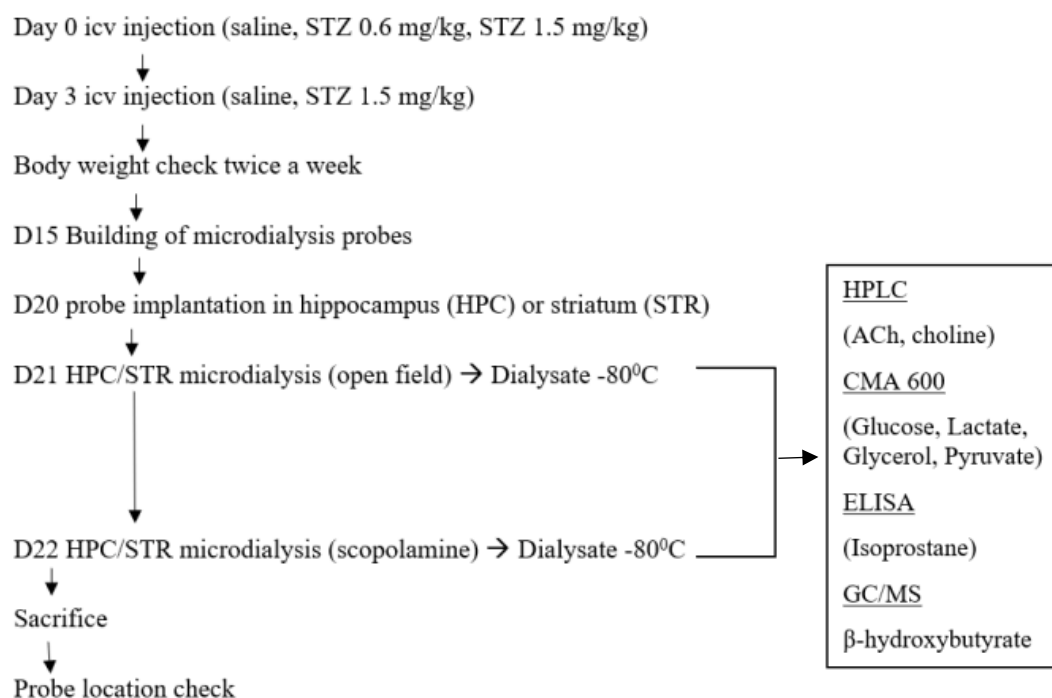 Day 0 icv injection (saline, STZ 0.6 mg/kg, STZ 1.5 mg/kg)
Day 3 icv injection (saline, STZ 1.5 mg/kg)
Body weight check twice a week
D15 Building of microdialysis probes
D20 probe implantation in hippocampus (HPC) or striatum (STR)
D21 HPC/STR microdialysis (open field) → Dialysate -80⁰C
D22 HPC/STR microdialysis (scopolamine) → Dialysate -80⁰C
Sacrifice
Probe location check
HPLC
(ACh, choline)
CMA 600
(Glucose, Lactate,
Glycerol, Pyruvate)
ELISA
(Isoprostane)
GC/MS
β-hydroxybutyrate